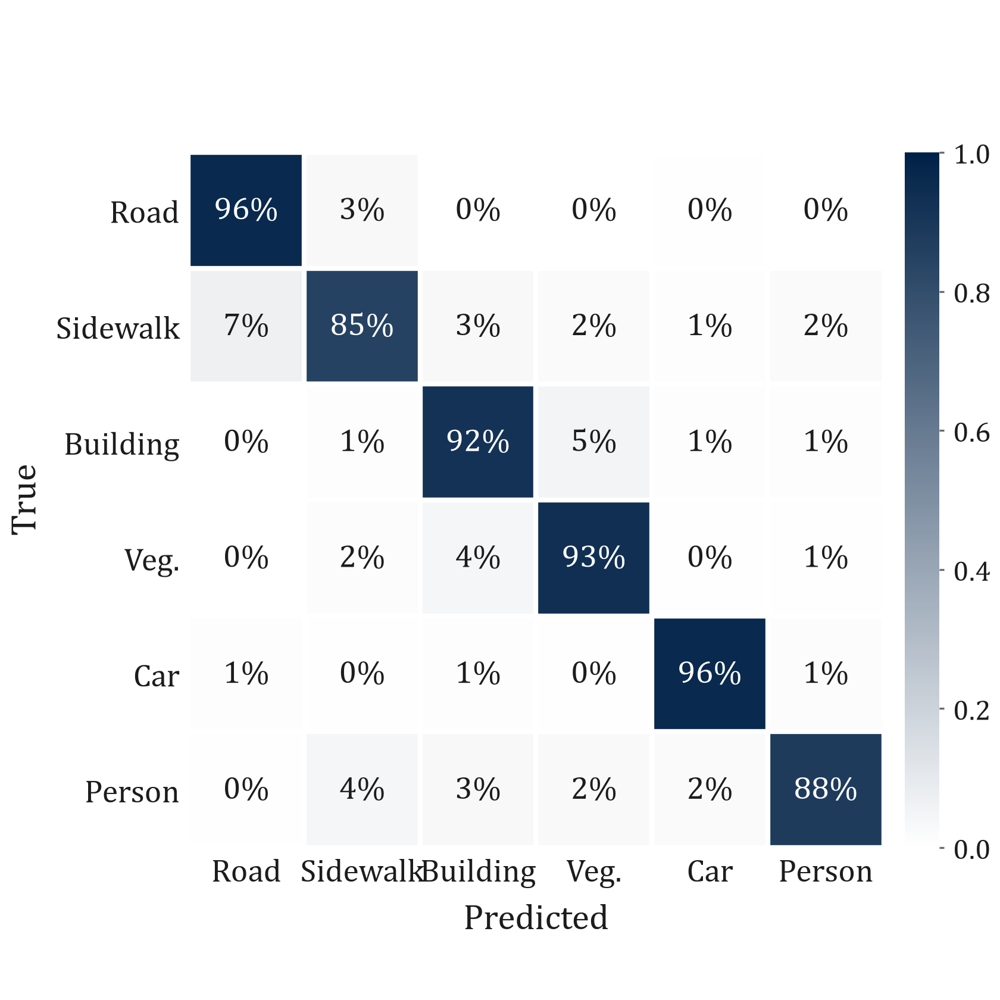 1.0
Road 96% 3% 0% 0% 0% 0%
0.8
Sidewalk 7% 85% 3% 2% 1% 2%
0.6
Building 0% 1% 92% 5% 1% 1%
True
Veg. 0% 2% 4% 93% 0% 1%
0.4
Car 1% 0% 1% 0% 96% 1%
0.2
Person 0% 4% 3% 2% 2% 88%
0.0
Road Sidewalk Building Veg. Car Person
Predicted